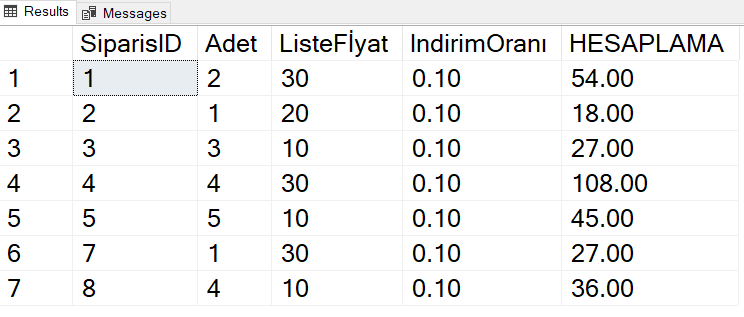 Results Messages
SiparisID Adet ListeFİyat IndirimOranı HESAPLAMA
1 1 2 30 0.10 54.00
2 2 1 20 0.10 18.00
3 3 3 10 0.10 27.00
4 4 4 30 0.10 108.00
5 5 5 10 0.10 45.00
6 7 1 30 0.10 27.00
7 8 4 10 0.10 36.00